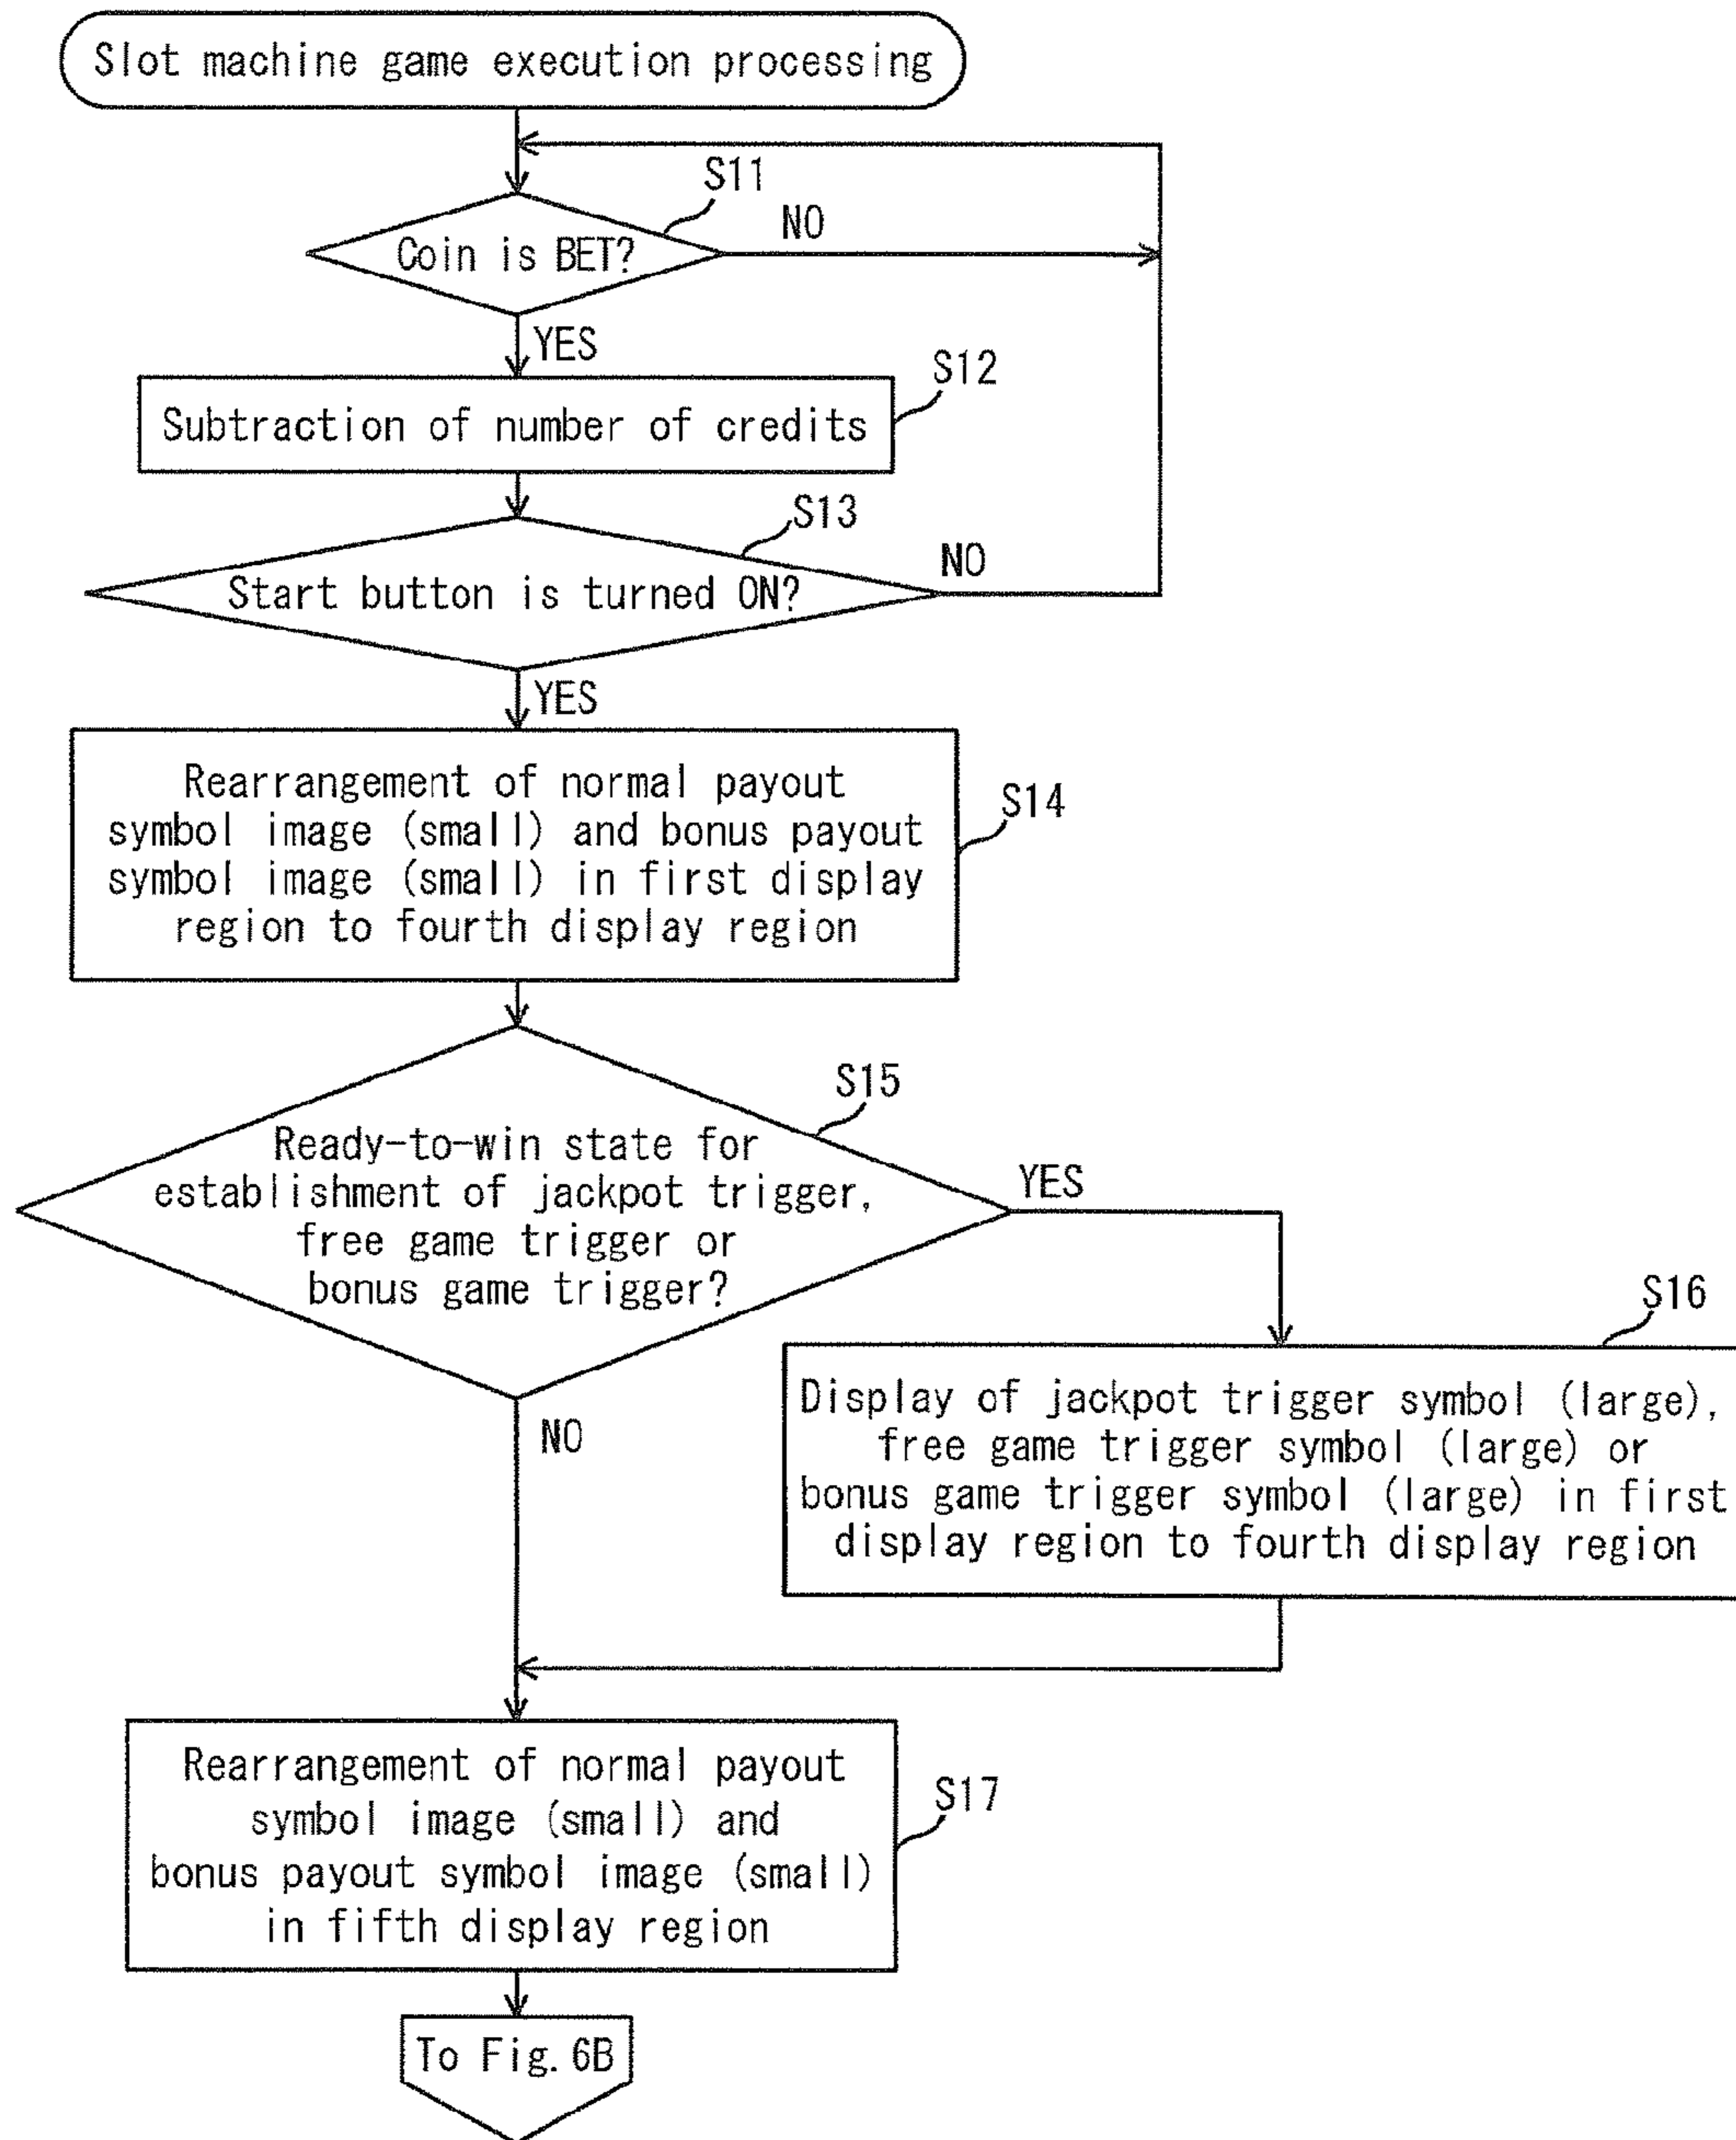 Slot machine game execution processing
S11
NO
Coin is BET?
YES
S12
Subtraction of number of credits
S13
NO
Start button is turned ON?
YES
Rearrangement of normal payout
symbol image (small) and bonus payout
symbol image (small) in first display
region to fourth display region
S14
S15
Ready-to-win state for
establishment of jackpot trigger,
free game trigger or
bonus game trigger?
YES
NO
S16
Display of jackpot trigger symbol (large),
free game trigger symbol (large) or
bonus game trigger symbol (large) in first
display region to fourth display region
Rearrangement of normal payout
symbol image (small) and
bonus payout symbol image (small)
in fifth display region
S17
To Fig. 6B